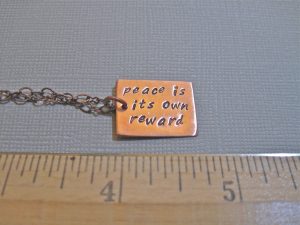 peace is
its own
reward
4 5